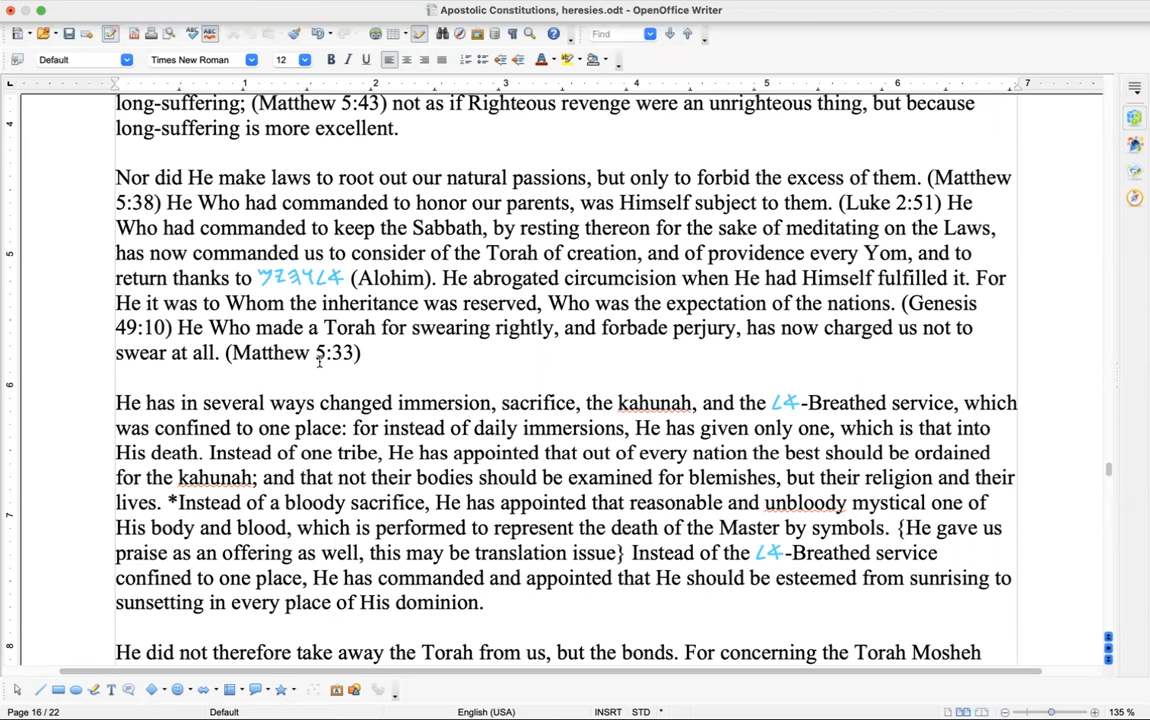 Apostolic Constitutions, heresies.odt - OpenOffice Writer
Find
Default
Times New Roman
12
B I U
1 2 3 4 5 6 7
long-suffering; (Matthew 5:43) not as if Righteous revenge were an unrighteous thing, but because
long-suffering is more excellent.
Nor did He make laws to root out our natural passions, but only to forbid the excess of them. (Matthew
5:38) He Who had commanded to honor our parents, was Himself subject to them. (Luke 2:51) He
Who had commanded to keep the Sabbath, by resting thereon for the sake of meditating on the Laws,
has now commanded us to consider of the Torah of creation, and of providence every Yom, and to
return thanks to 𐤀𐤋𐤄𐤉𐤌 (Alohim). He abrogated circumcision when He had Himself fulfilled it. For
He it was to Whom the inheritance was reserved, Who was the expectation of the nations. (Genesis
49:10) He Who made a Torah for swearing rightly, and forbade perjury, has now charged us not to
swear at all. (Matthew 5:33)
He has in several ways changed immersion, sacrifice, the kahunah, and the 𐤀𐤋-Breathed service, which
was confined to one place: for instead of daily immersions, He has given only one, which is that into
His death. Instead of one tribe, He has appointed that out of every nation the best should be ordained
for the kahunah; and that not their bodies should be examined for blemishes, but their religion and their
lives. *Instead of a bloody sacrifice, He has appointed that reasonable and unbloody mystical one of
His body and blood, which is performed to represent the death of the Master by symbols. {He gave us
praise as an offering as well, this may be translation issue} Instead of the 𐤀𐤋-Breathed service
confined to one place, He has commanded and appointed that He should be esteemed from sunrising to
sunsetting in every place of His dominion.
He did not therefore take away the Torah from us, but the bonds. For concerning the Torah Mosheh
4
5
6
7
8
Page 16 / 22
Default
English (USA)
INSRT STD *
135 %